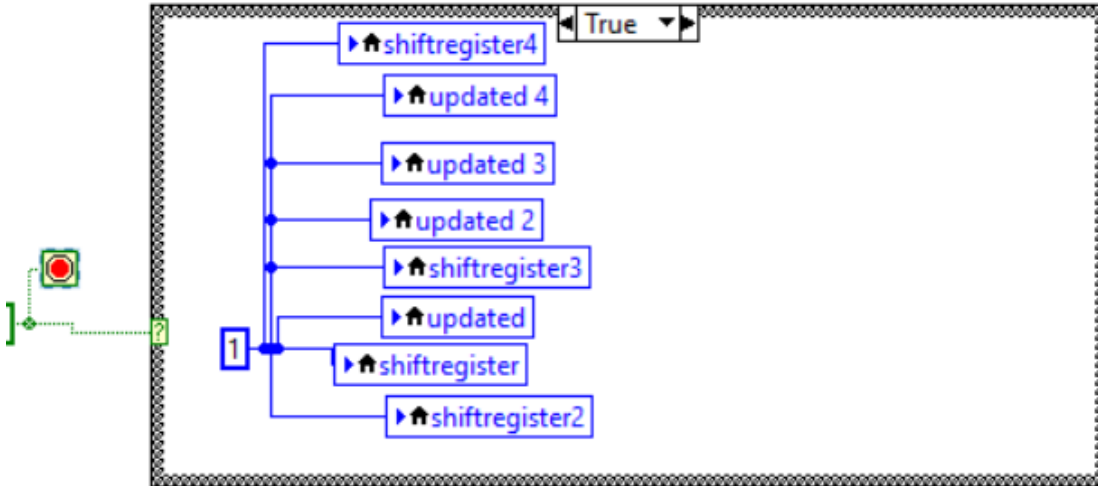 True
shiftregister4
updated 4
updated 3
updated 2
shiftregister3
updated
?
1
shiftregister
shiftregister2